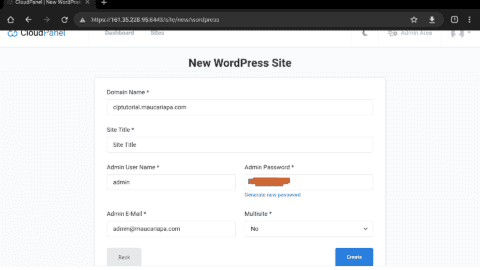 CloudPanel | New WordPress
https://161.35.228.95:8443/site/new/wordpress
CloudPanel Dashboard Sites Admin Area
New WordPress Site
Domain Name *
clptutorial.maucariapa.com
Site Title *
Site Title
Admin User Name * Admin Password *
admin
Generate new password
Admin E-Mail * Multisite *
admin@maucariapa.com No
Back Create